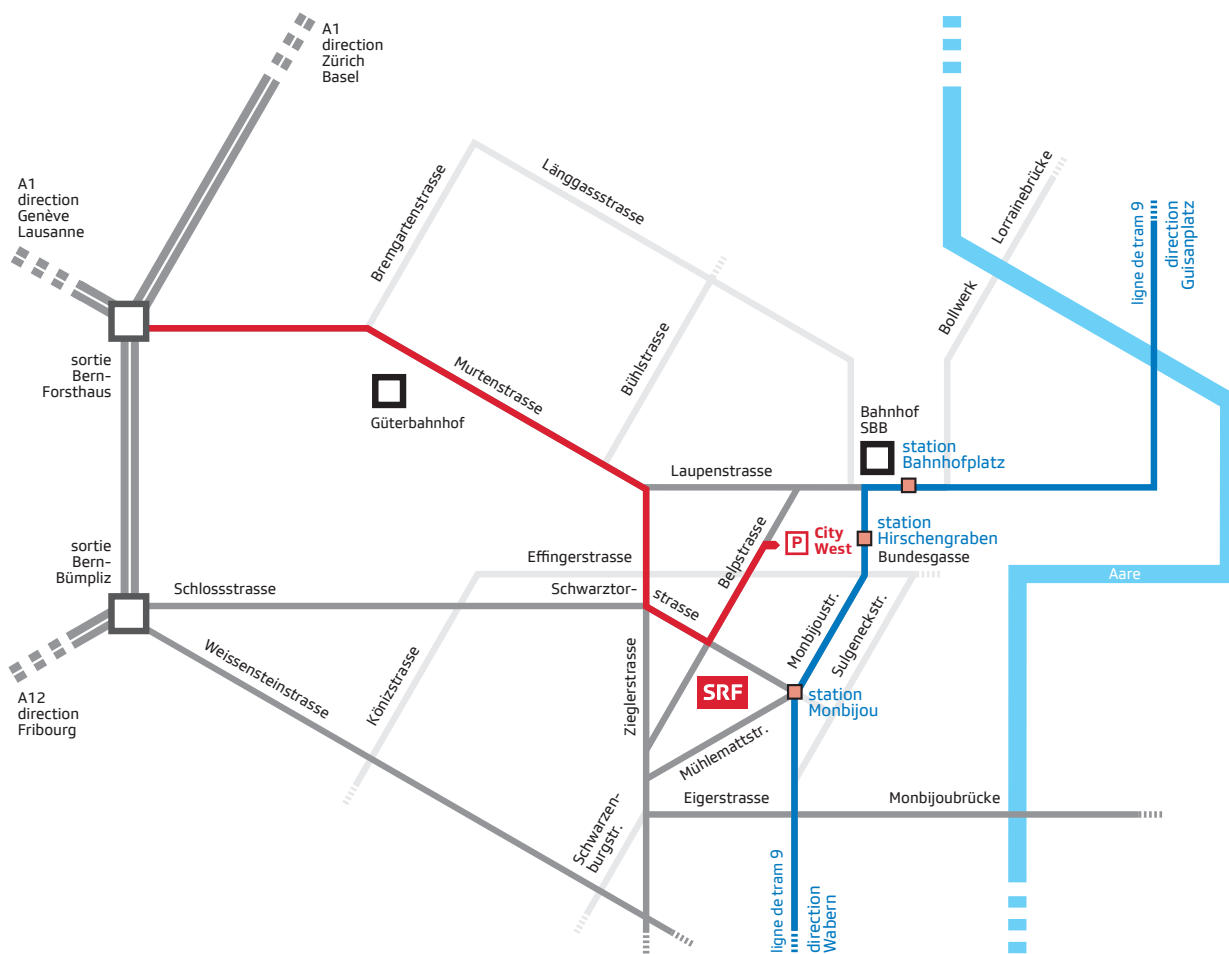 A1
direction
Zürich
Basel
A1
direction
Genève
Lausanne
Bremgartenstrasse
Länggassstrasse
Lorrainebrücke
ligne de tram 9
direction
Guisanplatz
Bollwerk
sortie
Bern-
Forsthaus
Murtenstrasse
Bühlstrasse
Güterbahnhof
Bahnhof
SBB
station
Bahnhofplatz
Laupenstrasse
station
Hirschengraben
Bundesgasse
P
City
West
Belpstrasse
Effingerstrasse
sortie
Bern-
Bümpliz
Schlossstrasse
Schwarztor-
strasse
Aare
Monbijoustr.
Sulgeneckstr.
Weissensteinstrasse
Könizstrasse
Zieglerstrasse
SRF
station
Monbijou
A12
direction
Fribourg
Mühlemattstr.
Eigerstrasse
Monbijoubrücke
Schwarzen-
burgstr.
ligne de tram 9
direction
Wabern